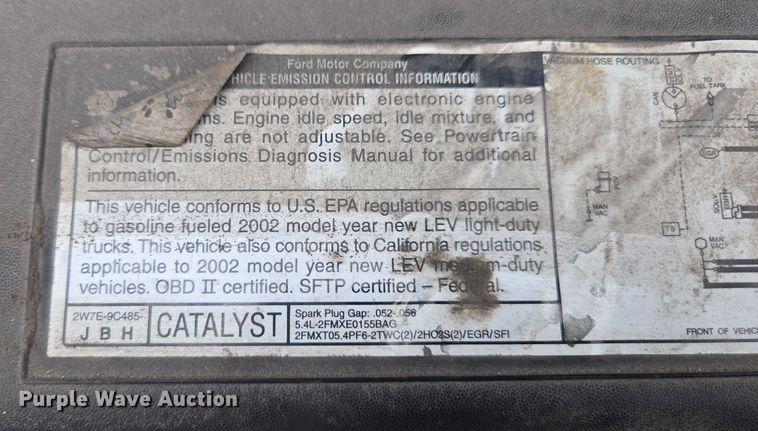 Ford Motor Company
VEHICLE EMISSION CONTROL INFORMATION
is equipped with electronic engine
Engine idle speed, idle mixture, and
are not adjustable. See Powertrain
Control/Emissions Diagnosis Manual for additional
information.
This vehicle conforms to U.S. EPA regulations applicable
to gasoline fueled 2002 model year new LEV light-duty
trucks. This vehicle also conforms to California regulations
applicable to 2002 model year new LEV medium-duty
vehicles. OBD II certified. SFTP certified – Federal.
2W7E-9C485-
J B H
CATALYST
Spark Plug Gap: .052-.056
5.4L-2FMXE0155BAG
2FMXT05.4PF6-2TWC(2)/2HO2S(2)/EGR/SFI
VACUUM HOSE ROUTING
CAN
VENT
SOL
TO
FUEL TANK
MAN
VAC
PCV
EGR
SOLV
MAN
VAC
FRONT OF VEHIC
Purple Wave Auction